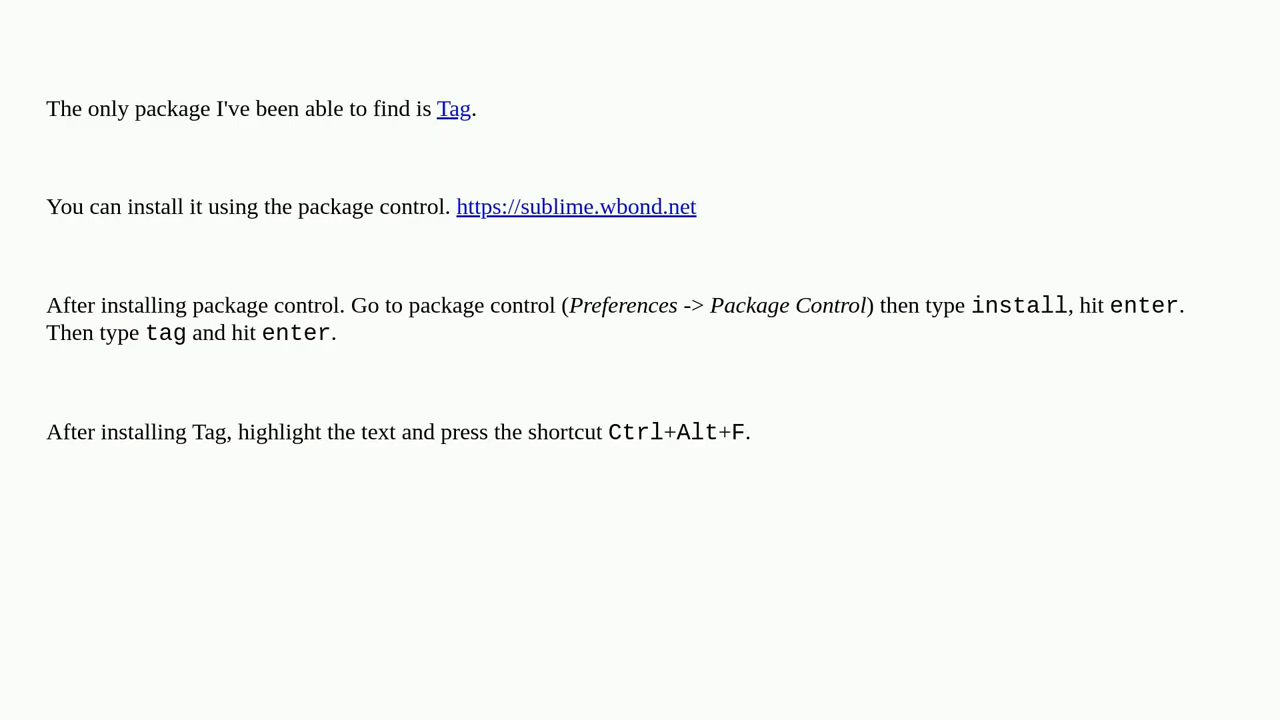 The only package I've been able to find is Tag.
You can install it using the package control. https://sublime.wbond.net
After installing package control. Go to package control (Preferences -> Package Control) then type install, hit enter.
Then type tag and hit enter.
After installing Tag, highlight the text and press the shortcut Ctrl+Alt+F.